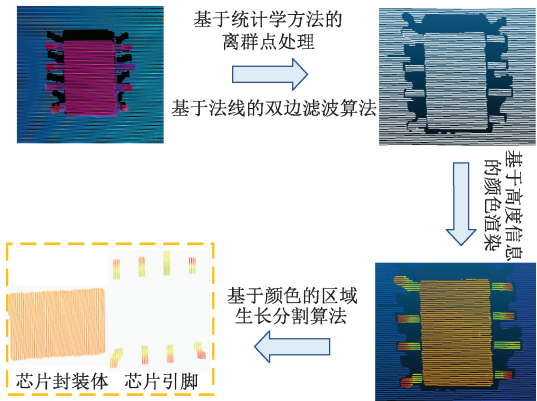 基于统计学方法的
离群点处理
基于法线的双边滤波算法
基于高度信息
的颜色渲染
基于颜色的区域
生长分割算法
芯片封装体
芯片引脚